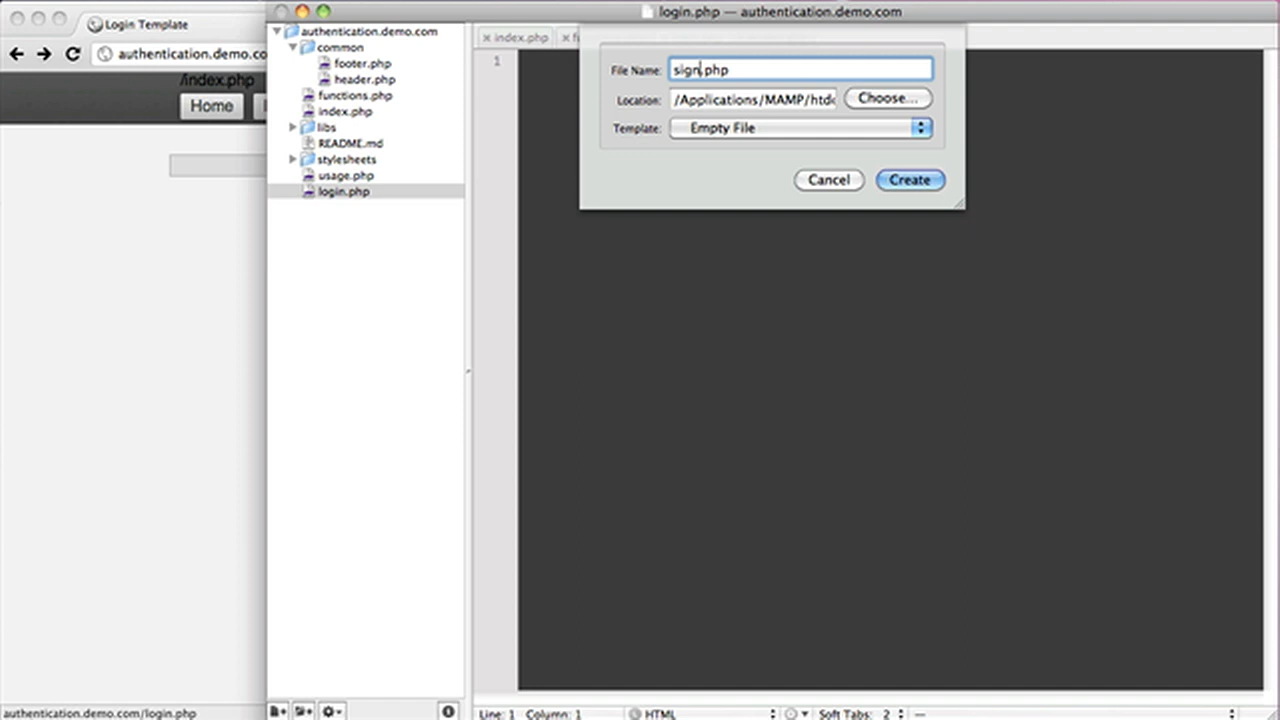 Login Template
authentication.demo.co
/index.php
Home
authentication.demo.com/login.php
login.php — authentication.demo.com
authentication.demo.com
common
footer.php
header.php
functions.php
index.php
libs
README.md
stylesheets
usage.php
login.php
index.php
1
File Name: sign.php
Location: /Applications/MAMP/htdo Choose...
Template: Empty File
Cancel Create
Line: 1 Column: 1 HTML Soft Tabs: 2 —